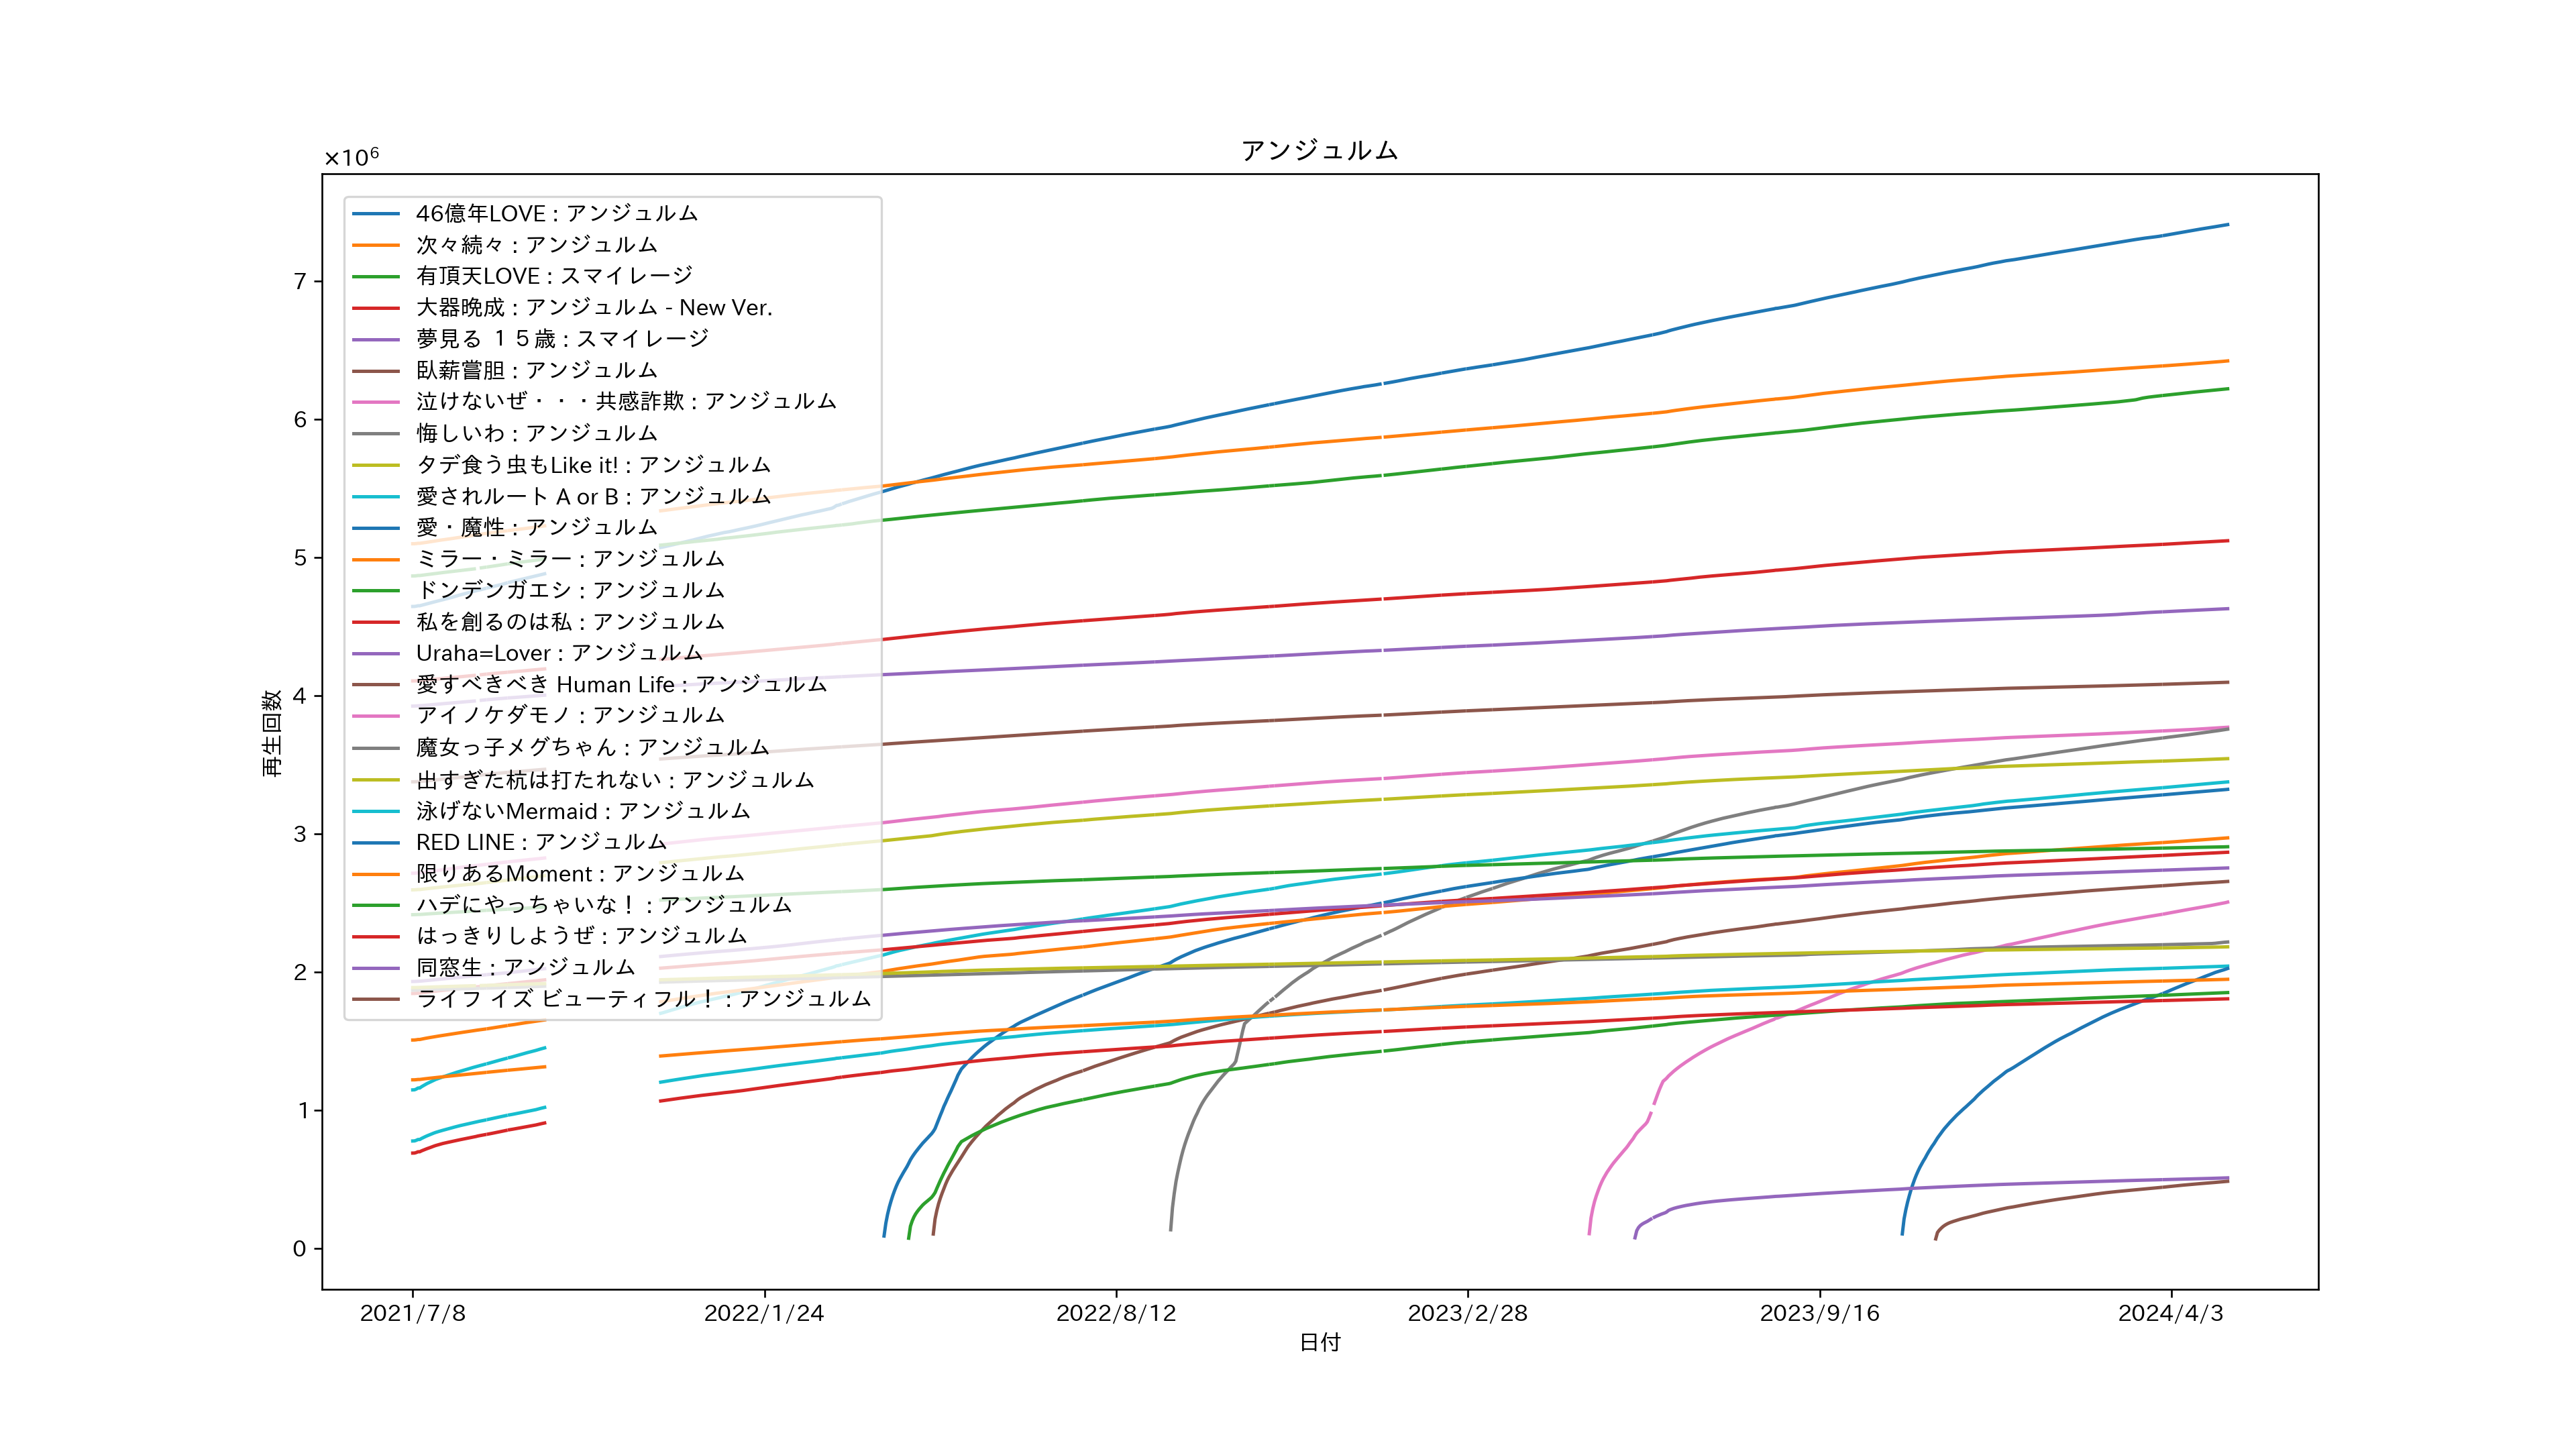 アンジュルム
×10⁶
46億年LOVE : アンジュルム
次々続々 : アンジュルム
有頂天LOVE : スマイレージ
大器晩成 : アンジュルム - New Ver.
夢見る １５歳 : スマイレージ
臥薪嘗胆 : アンジュルム
泣けないぜ・・・共感詐欺 : アンジュルム
悔しいわ : アンジュルム
タデ食う虫もLike it! : アンジュルム
愛されルート A or B : アンジュルム
愛・魔性 : アンジュルム
ミラー・ミラー : アンジュルム
ドンデンガエシ : アンジュルム
私を創るのは私 : アンジュルム
Uraha=Lover : アンジュルム
愛すべきべき Human Life : アンジュルム
アイノケダモノ : アンジュルム
魔女っ子メグちゃん : アンジュルム
出すぎた杭は打たれない : アンジュルム
泳げないMermaid : アンジュルム
RED LINE : アンジュルム
限りあるMoment : アンジュルム
ハデにやっちゃいな！ : アンジュルム
はっきりしようぜ : アンジュルム
同窓生 : アンジュルム
ライフ イズ ビューティフル！ : アンジュルム
7
6
5
4
3
2
1
0
再生回数
2021/7/8
2022/1/24
2022/8/12
2023/2/28
2023/9/16
2024/4/3
日付